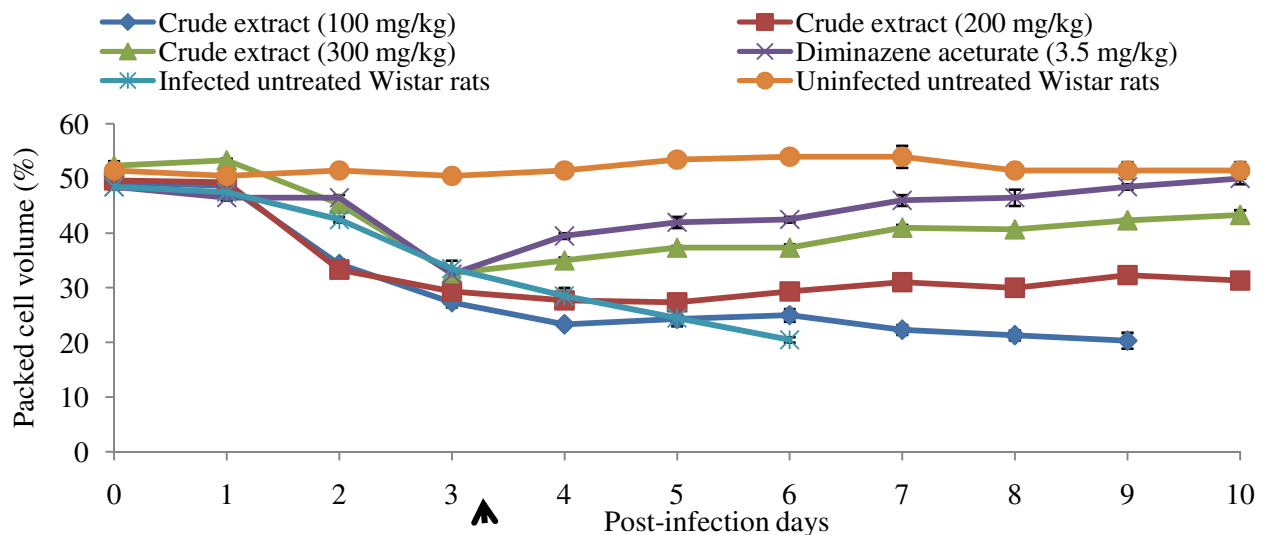 Crude extract (100 mg/kg) Crude extract (200 mg/kg)
Crude extract (300 mg/kg) Diminazene aceturate (3.5 mg/kg)
Infected untreated Wistar rats Uninfected untreated Wistar rats
Packed cell volume (%)
60
50
40
30
20
10
0
0 1 2 3 4 5 6 7 8 9 10
Post-infection days